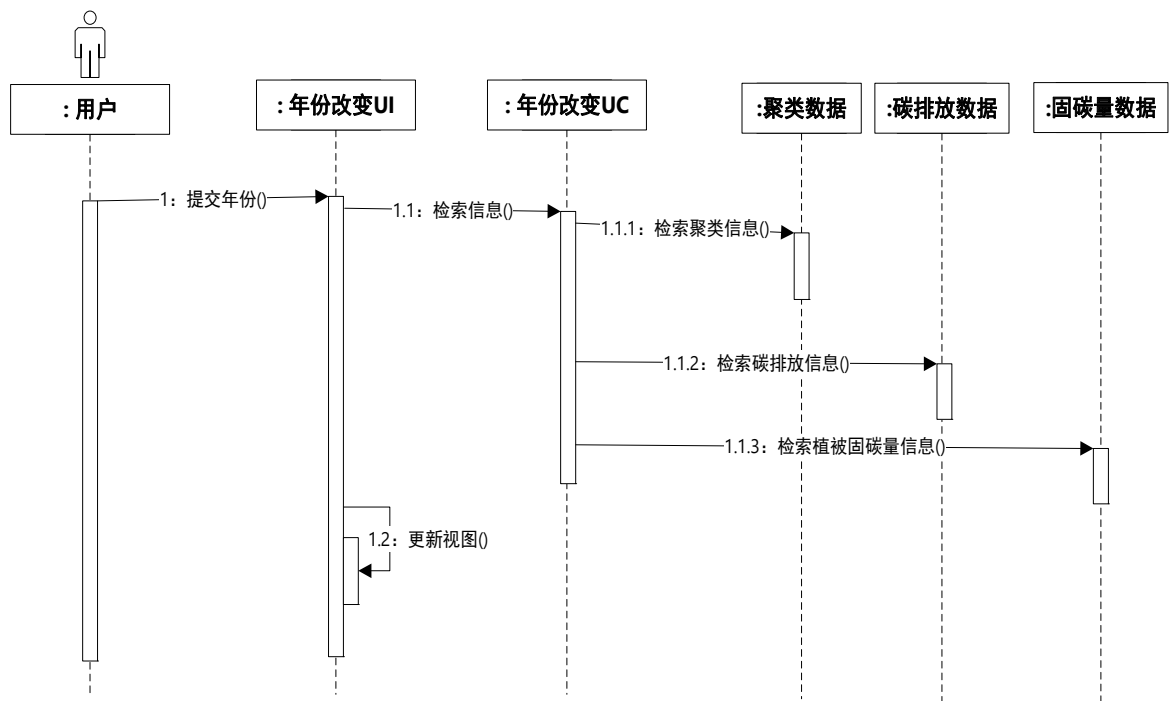 : 用户
: 年份改变UI
: 年份改变UC
:聚类数据
:碳排放数据
:固碳量数据
1：提交年份()
1.1：检索信息()
1.1.1：检索聚类信息()
1.1.2：检索碳排放信息()
1.1.3：检索植被固碳量信息()
1.2：更新视图()